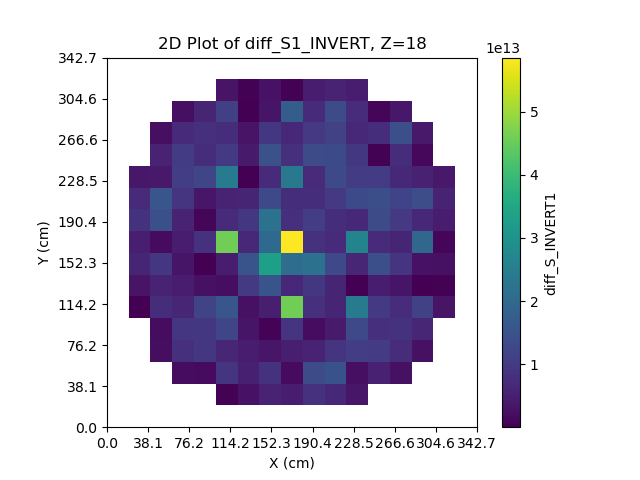 2D Plot of diff_S1_INVERT, Z=18
1e13
342.7
304.6
266.6
228.5
190.4
152.3
114.2
76.2
38.1
0.0
Y (cm)
0.0 38.1 76.2 114.2 152.3 190.4 228.5 266.6 304.6 342.7
X (cm)
5
4
3
2
1
diff_S_INVERT1